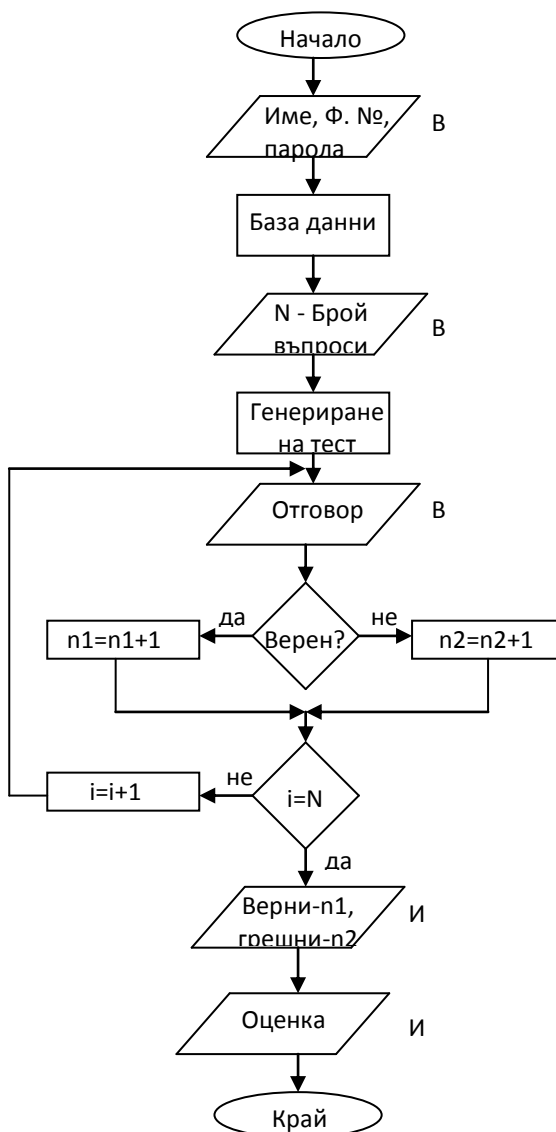 Начало
Име, Ф. №,
парола
В
База данни
N - Брой
въпроси
В
Генериране
на тест
Отговор
В
да
не
n1=n1+1
Верен?
n2=n2+1
не
i=i+1
i=N
да
Верни-n1,
грешни-n2
И
Оценка
И
Край